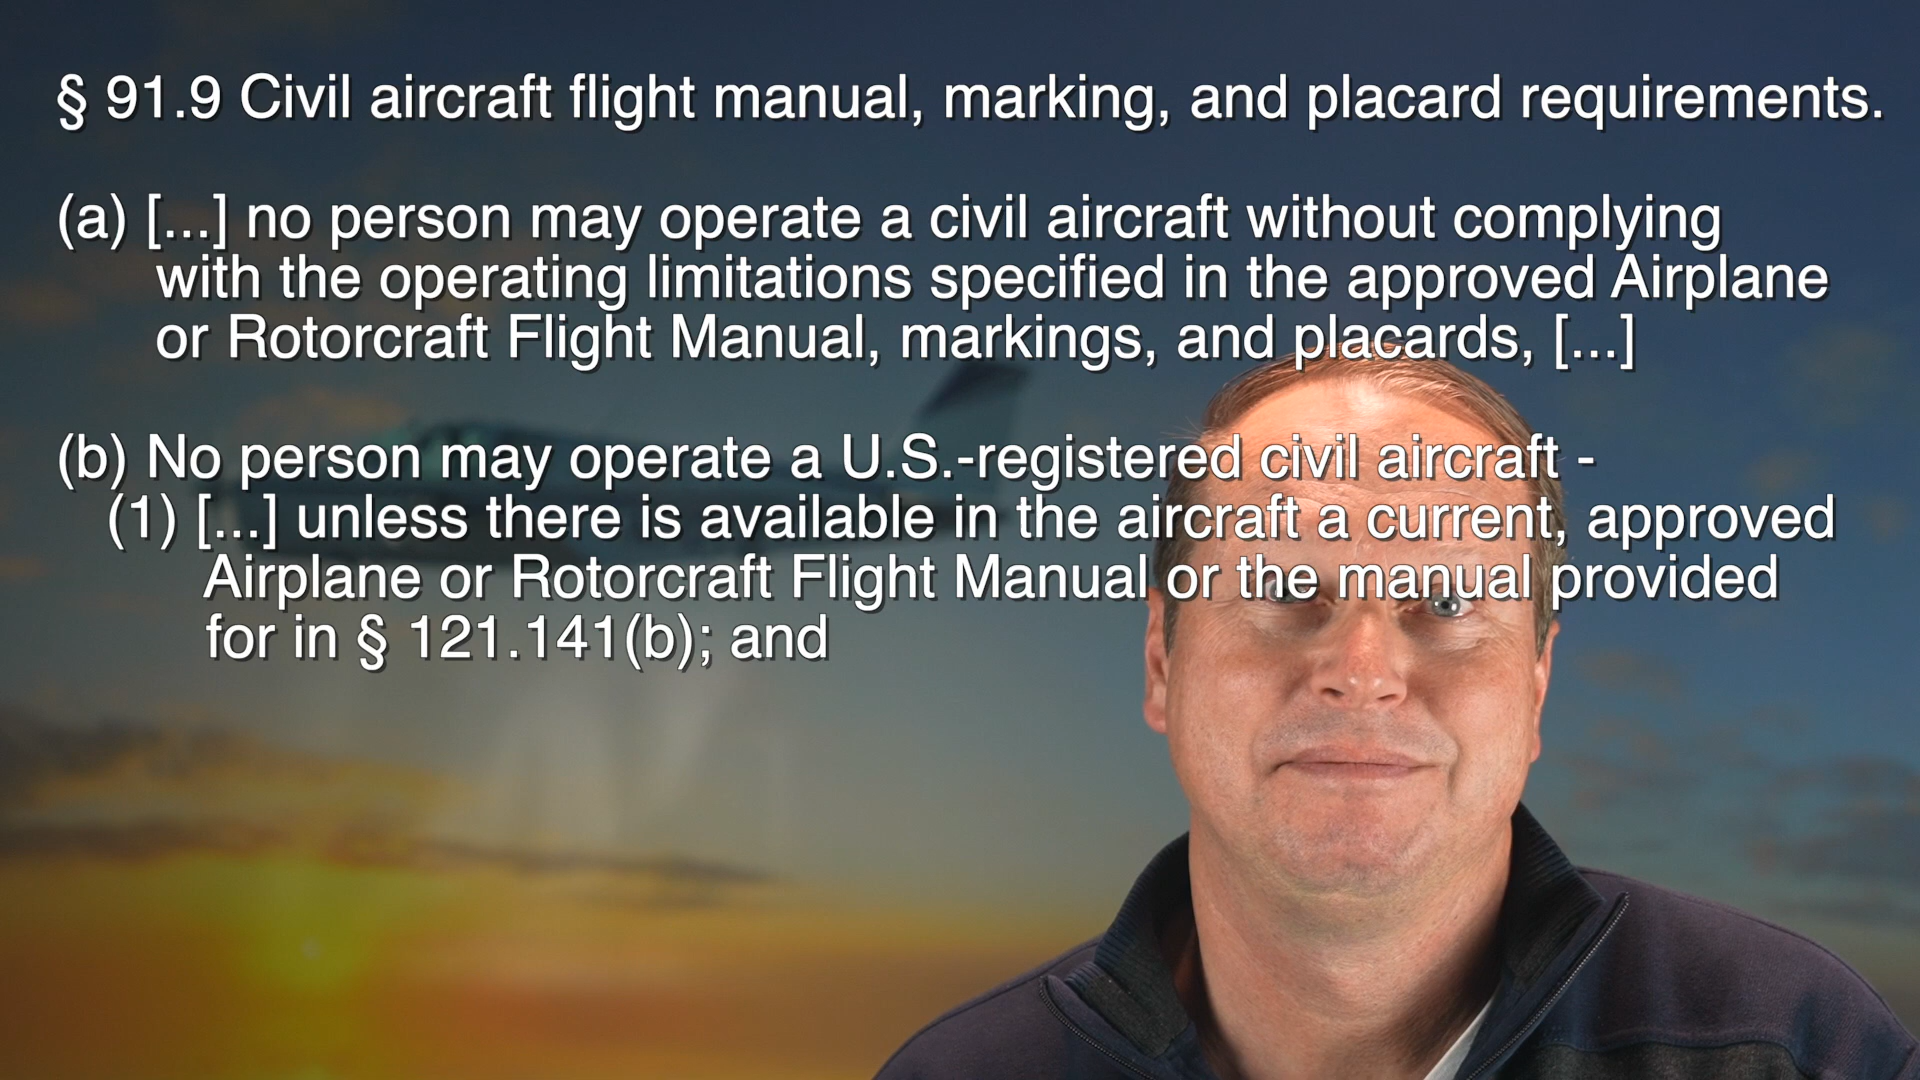 § 91.9 Civil aircraft flight manual, marking, and placard requirements.
(a) [...] no person may operate a civil aircraft without complying
with the operating limitations specified in the approved Airplane
or Rotorcraft Flight Manual, markings, and placards, [...]
(b) No person may operate a U.S.-registered civil aircraft -
(1) [...] unless there is available in the aircraft a current, approved
Airplane or Rotorcraft Flight Manual or the manual provided
for in § 121.141(b); and